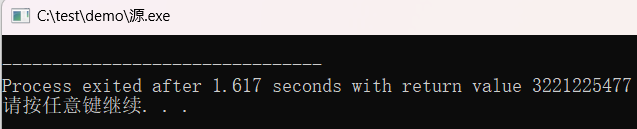 C:\test\demo\源.exe
--------------------------------
Process exited after 1.617 seconds with return value 3221225477
请按任意键继续. . .